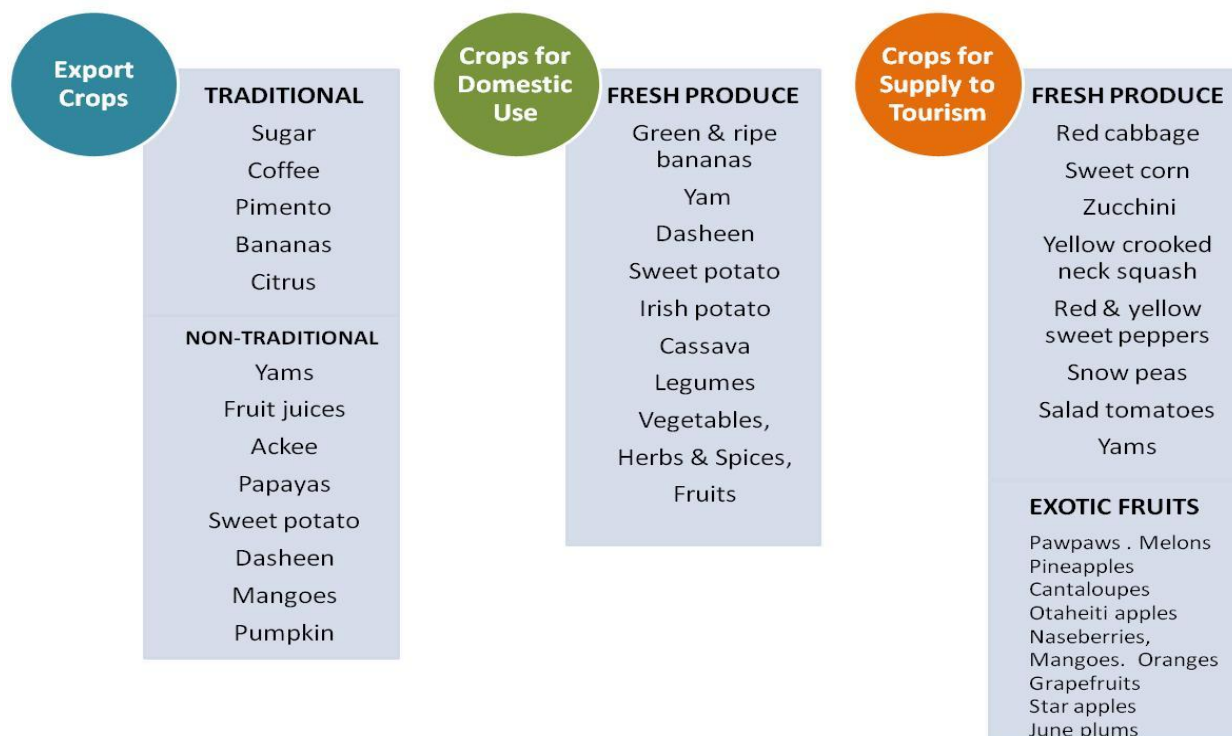 Export
Crops
TRADITIONAL
Sugar
Coffee
Pimento
Bananas
Citrus
NON-TRADITIONAL
Yams
Fruit juices
Ackee
Papayas
Sweet potato
Dasheen
Mangoes
Pumpkin
Crops for
Domestic
Use
FRESH PRODUCE
Green & ripe
bananas
Yam
Dasheen
Sweet potato
Irish potato
Cassava
Legumes
Vegetables,
Herbs & Spices,
Fruits
Crops for
Supply to
Tourism
FRESH PRODUCE
Red cabbage
Sweet corn
Zucchini
Yellow crooked
neck squash
Red & yellow
sweet peppers
Snow peas
Salad tomatoes
Yams
EXOTIC FRUITS
Pawpaws . Melons
Pineapples
Cantaloupes
Otaheiti apples
Naseberries,
Mangoes. Oranges
Grapefruits
Star apples
June plums